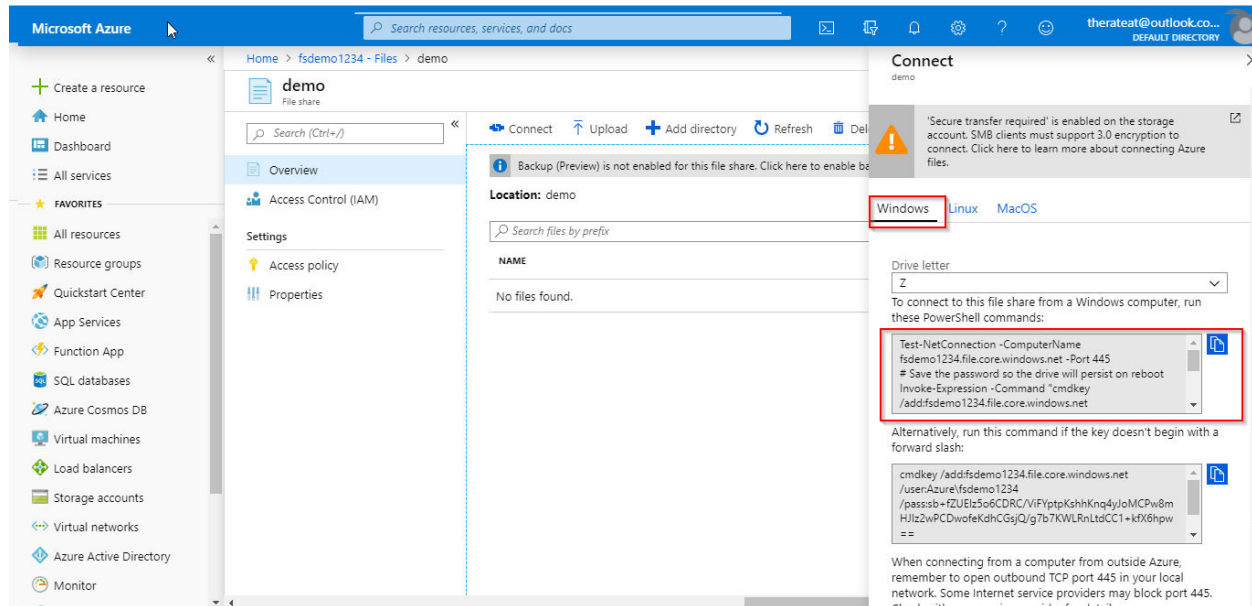 Microsoft Azure
Search resources, services, and docs
therateat@outlook.co...
DEFAULT DIRECTORY
Create a resource
Home
Dashboard
All services
FAVORITES
All resources
Resource groups
Quickstart Center
App Services
Function App
SQL databases
Azure Cosmos DB
Virtual machines
Load balancers
Storage accounts
Virtual networks
Azure Active Directory
Monitor
Home > fsdemo1234 - Files > demo
demo
File share
Search (Ctrl+/)
Overview
Access Control (IAM)
Settings
Access policy
Properties
Connect Upload Add directory Refresh Del
Backup (Preview) is not enabled for this file share. Click here to enable ba
Location: demo
Search files by prefix
NAME
No files found.
Connect
demo
'Secure transfer required' is enabled on the storage
account. SMB clients must support 3.0 encryption to
connect. Click here to learn more about connecting Azure
files.
Windows Linux MacOS
Drive letter
Z
To connect to this file share from a Windows computer, run
these PowerShell commands:
Test-NetConnection -ComputerName
fsdemo1234.file.core.windows.net -Port 445
# Save the password so the drive will persist on reboot
Invoke-Expression -Command "cmdkey
/add:fsdemo1234.file.core.windows.net
Alternatively, run this command if the key doesn't begin with a
forward slash:
cmdkey /add:fsdemo1234.file.core.windows.net
/user:Azure\fsdemo1234
==
When connecting from a computer from outside Azure,
remember to open outbound TCP port 445 in your local
network. Some Internet service providers may block port 445.